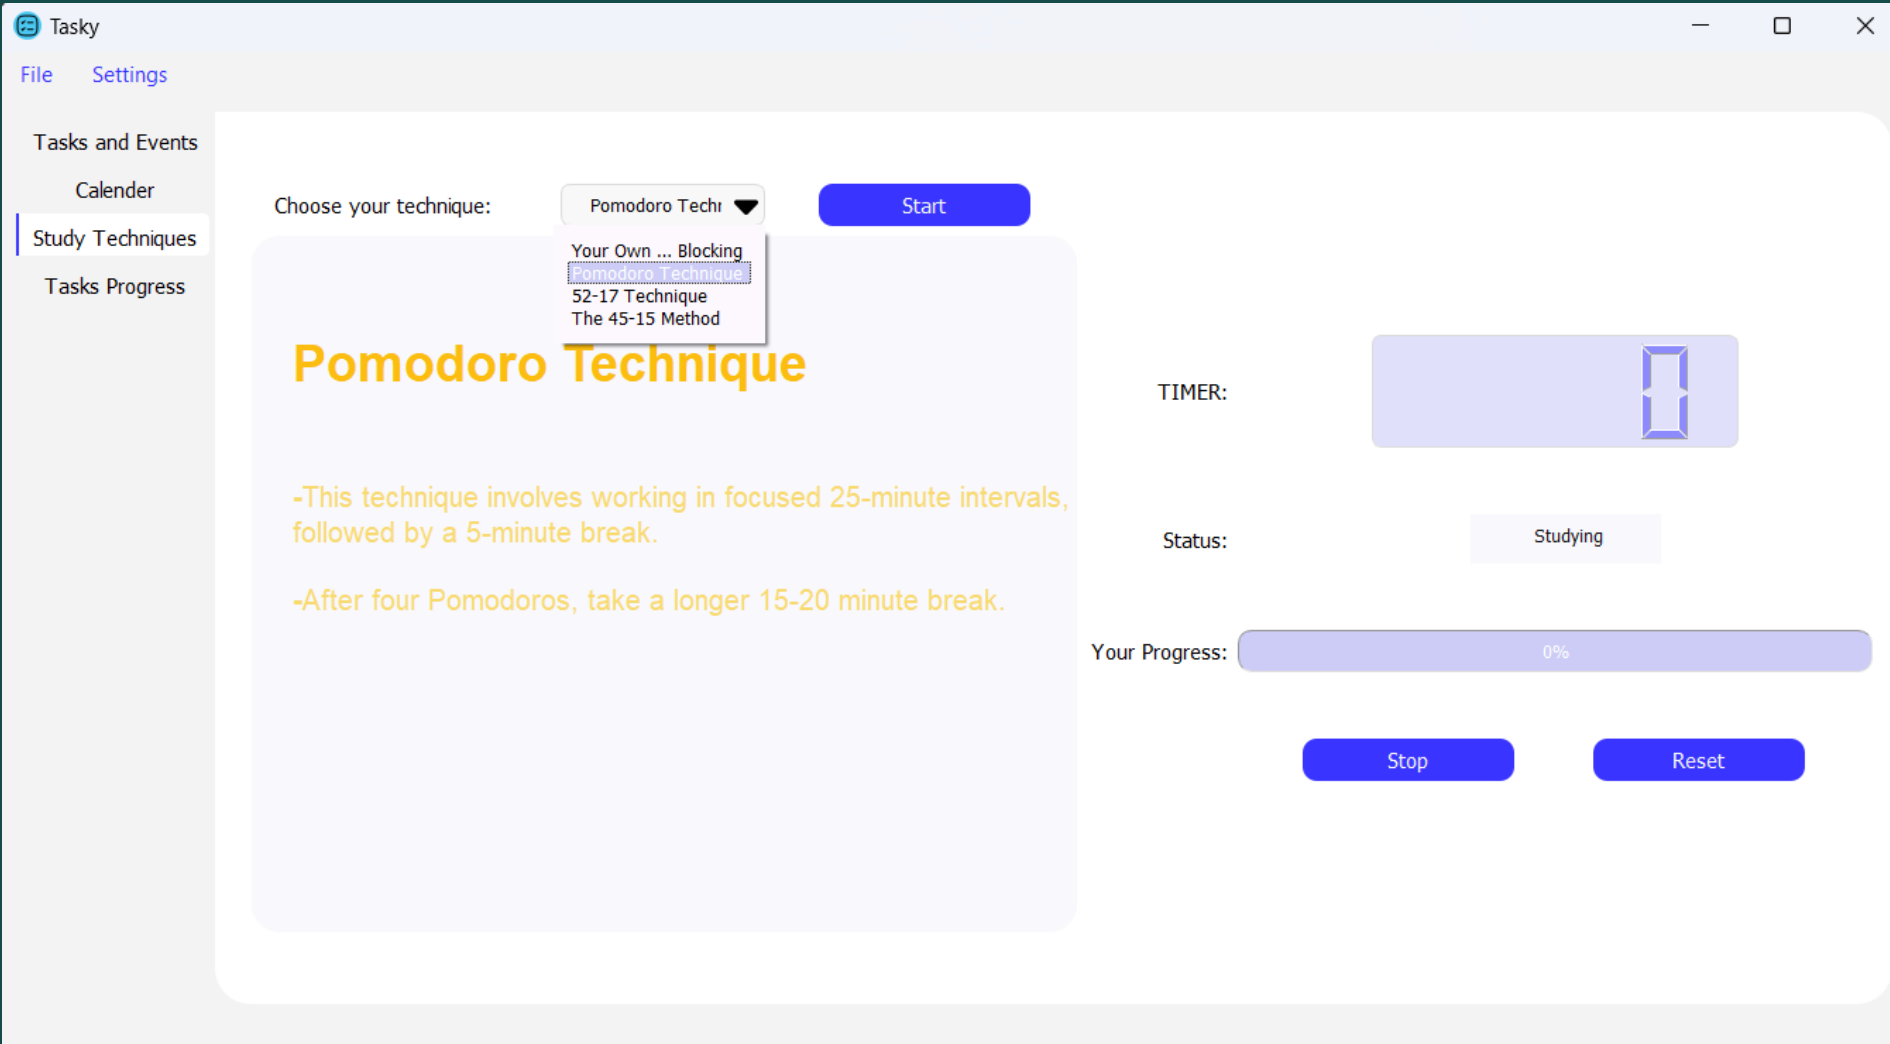 Tasky
File Settings
Tasks and Events
Calender
Study Techniques
Tasks Progress
Choose your technique:
Pomodoro Techr
Start
Your Own ... Blocking
Pomodoro Technique
52-17 Technique
The 45-15 Method
Pomodoro Technique
-This technique involves working in focused 25-minute intervals,
followed by a 5-minute break.
-After four Pomodoros, take a longer 15-20 minute break.
TIMER:
0
Status:
Studying
Your Progress:
0%
Stop
Reset